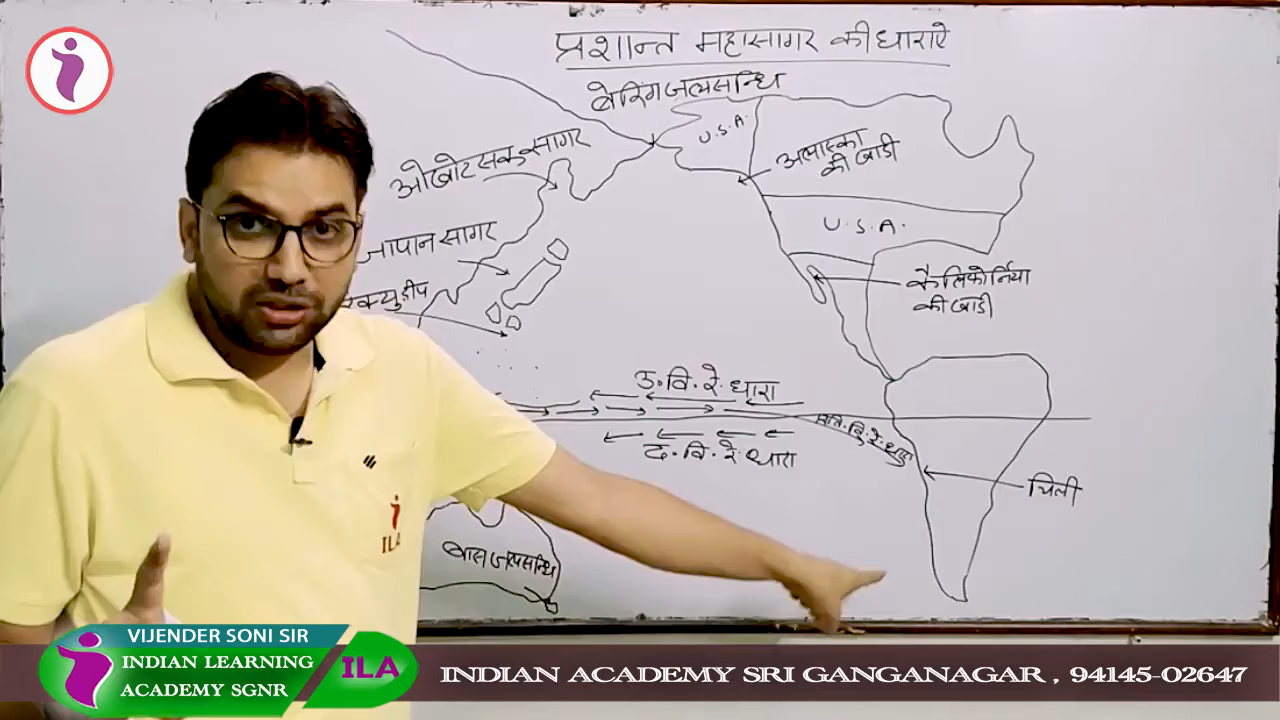 प्रशान्त महासागर की धाराऐ
बेरिंग जलसन्धि
U.S.A.
ओखोटसक सागर
अलास्का
की खाडी
जापान सागर
U.S.A.
क्यु द्वीप
कैलिफोर्निया
की खाडी
उ. वि. रे. धारा
वि. रे. धारा
द. वि. रे. धारा
चिली
बास जलसन्धि
ILA
VIJENDER SONI SIR
INDIAN LEARNING
ACADEMY SGNR
ILA
INDIAN ACADEMY SRI GANGANAGAR , 94145-02647